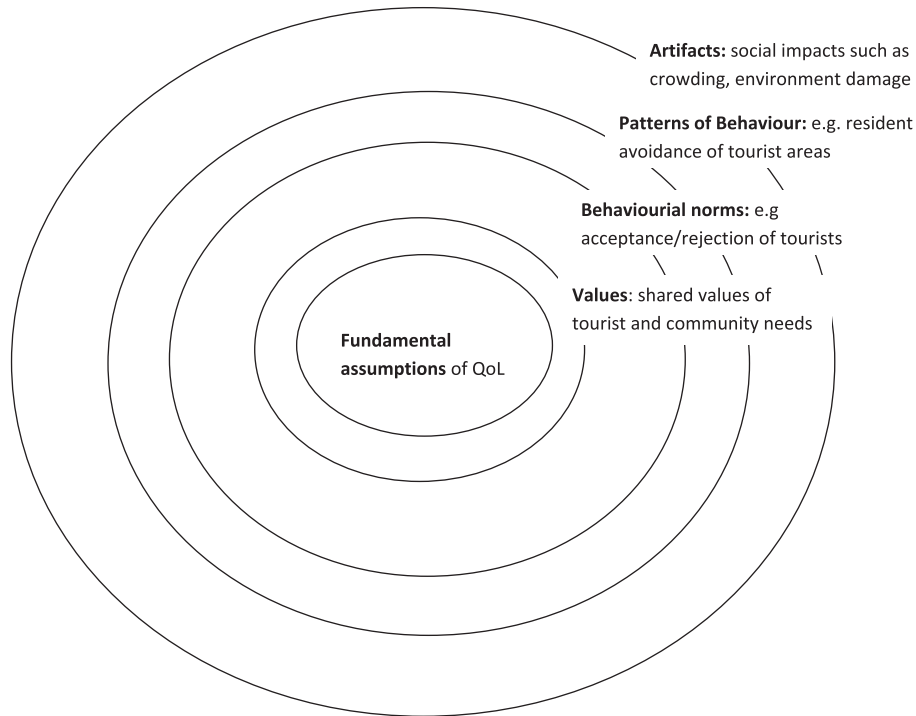 Artifacts: social impacts such as
crowding, environment damage
Patterns of Behaviour: e.g. resident
avoidance of tourist areas
Behaviourial norms: e.g
acceptance/rejection of tourists
Values: shared values of
tourist and community needs
Fundamental
assumptions of QoL